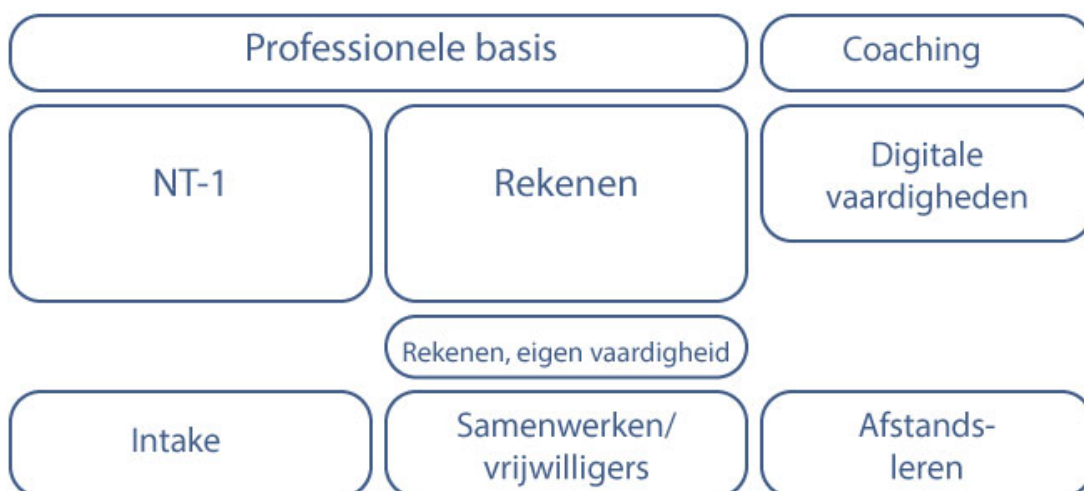 Professionele basis
Coaching
NT-1
Rekenen
Digitale
vaardigheden
Rekenen, eigen vaardigheid
Intake
Samenwerken/
vrijwilligers
Afstands-
leren